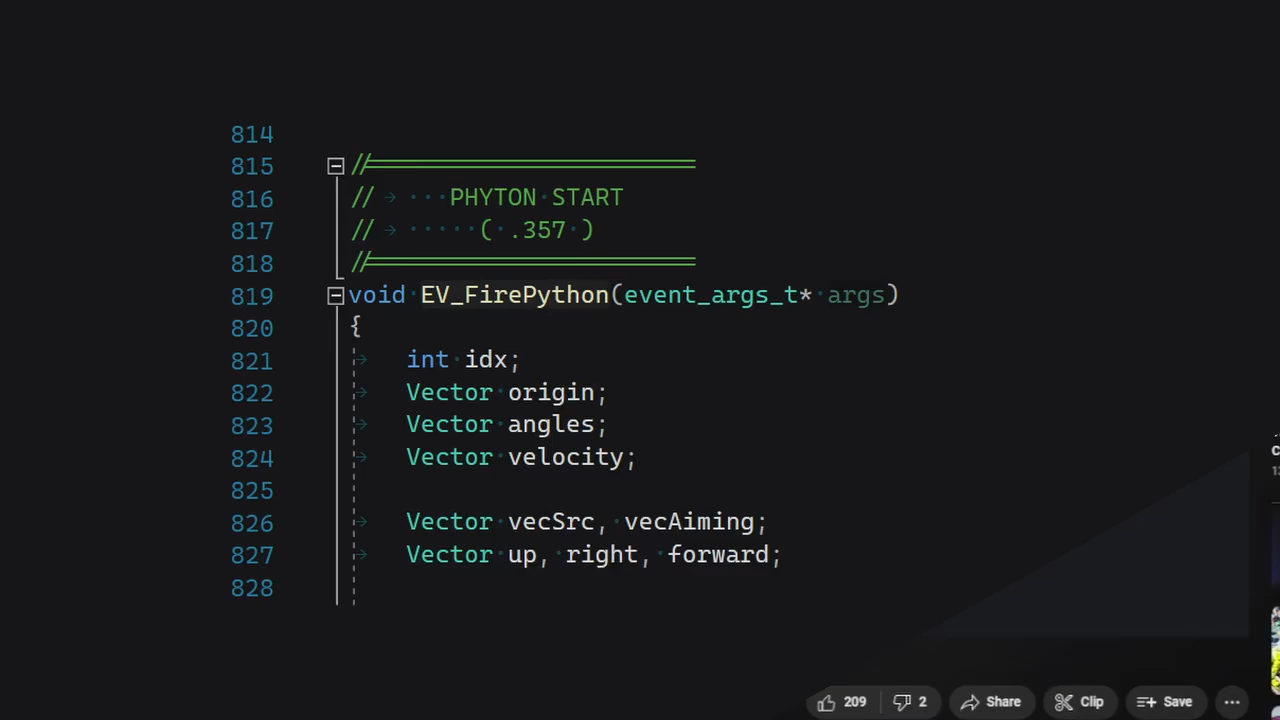 814
815 //========================
816 // PHYTON START
817 // ( .357 )
818 //========================
819 void EV_FirePython(event_args_t* args)
820 {
821 int idx;
822 Vector origin;
823 Vector angles;
824 Vector velocity;
825
826 Vector vecSrc, vecAiming;
827 Vector up, right, forward;
828
209 2 Share Clip Save ...